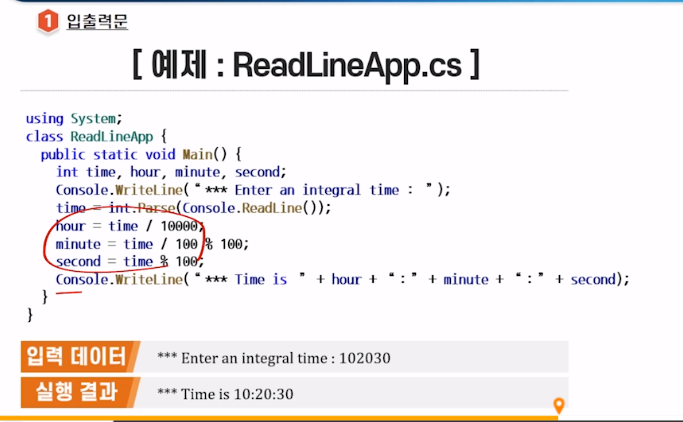 1 입출력문
[ 예제 : ReadLineApp.cs ]
using System;
class ReadLineApp {
public static void Main() {
int time, hour, minute, second;
Console.WriteLine(“*** Enter an integral time : ”);
time = int.Parse(Console.ReadLine());
hour = time / 10000;
minute = time / 100 % 100;
second = time % 100;
Console.WriteLine(“*** Time is ” + hour + “:” + minute + “:” + second);
}
}
입력 데이터 *** Enter an integral time : 102030
실행 결과 *** Time is 10:20:30